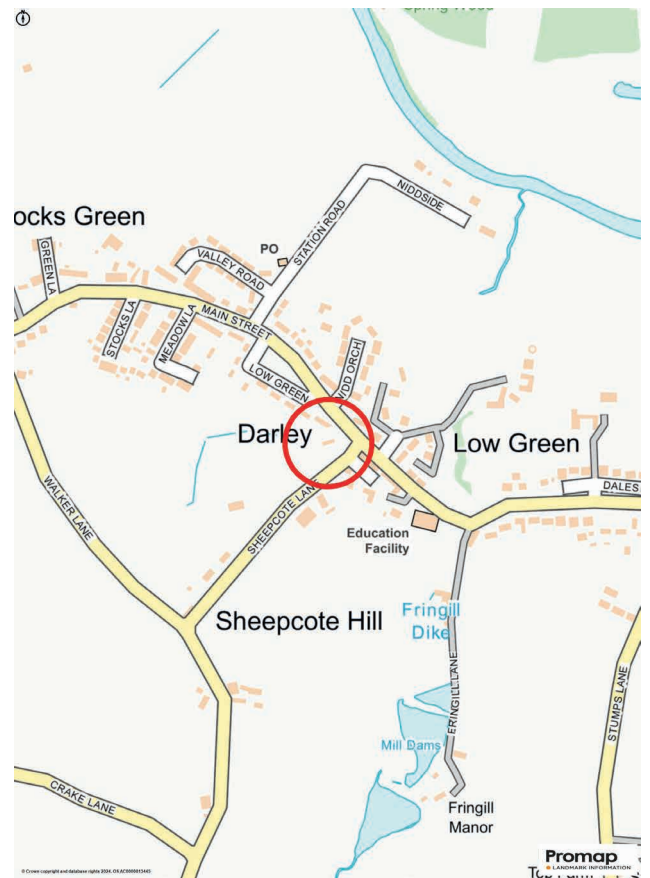 Spring Wood
ocks Green
NIDDSIDE
STATION ROAD
PO
VALLEY ROAD
GREEN LA
STOCKS LA
MEADOW LA
MAIN STREET
LOW GREEN
NIDD ORCH
Darley
Low Green
WALKER LANE
SHEEPCOTE LANE
DALES
Education
Facility
Sheepcote Hill
Fringill
Dike
FRINGILL LANE
STUMPS LANE
Mill Dams
CRAKE LANE
Fringill
Manor
Promap
LANDMARK INFORMATION